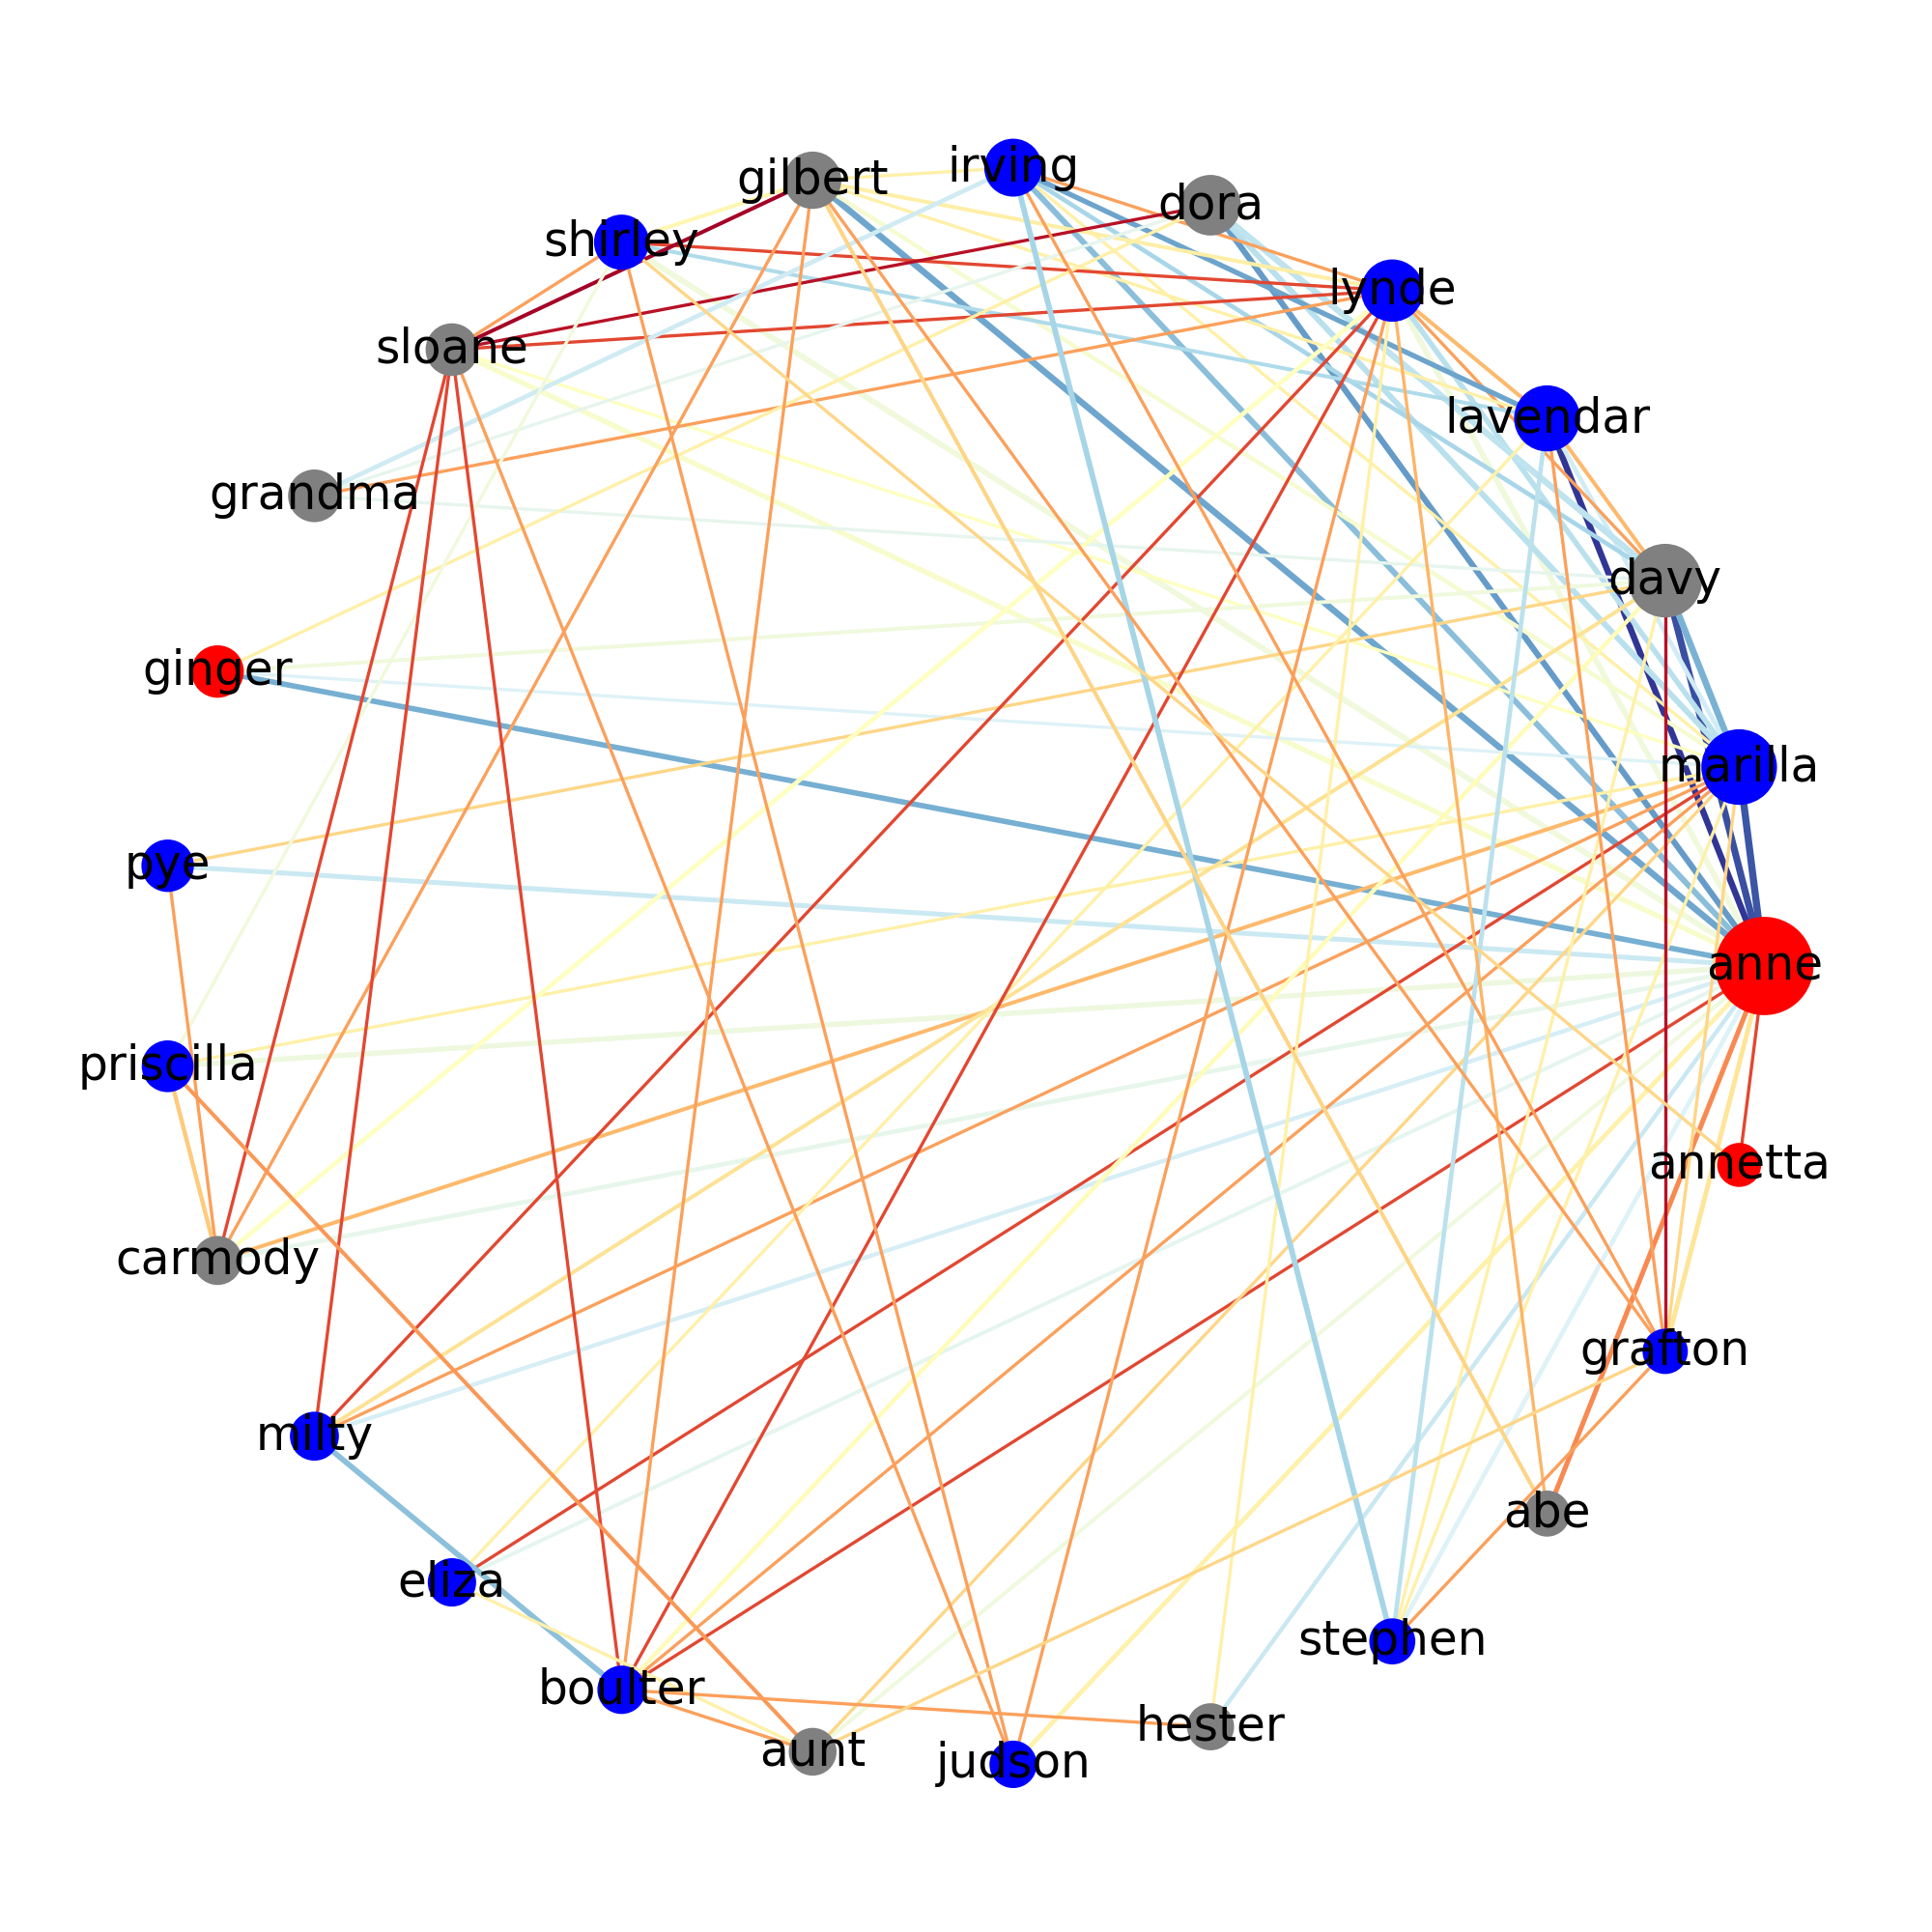 irving
gilbert
dora
shirley
lynde
sloane
lavendar
grandma
davy
ginger
marilla
pye
anne
priscilla
annetta
carmody
grafton
milty
abe
eliza
stephen
boulter
hester
aunt
judson